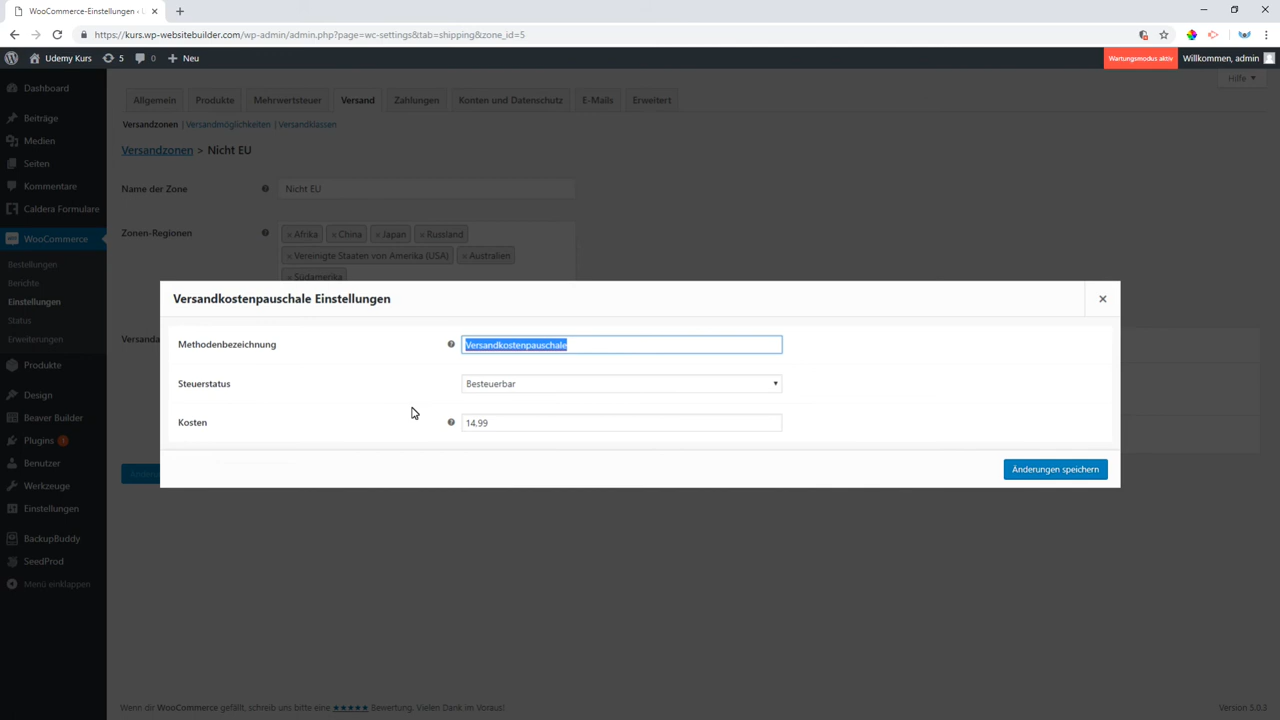 WooCommerce-Einstellungen ‹ U
https://kurs.wp-websitebuilder.com/wp-admin/admin.php?page=wc-settings&tab=shipping&zone_id=5
Udemy Kurs 5 0 Neu
Wartungsmodus aktiv Willkommen, admin
Hilfe
Dashboard
Beiträge
Medien
Seiten
Kommentare
Caldera Formulare
WooCommerce
Bestellungen
Berichte
Einstellungen
Status
Erweiterungen
Produkte
Design
Beaver Builder
Plugins 1
Benutzer
Werkzeuge
Einstellungen
BackupBuddy
SeedProd
Menü einklappen
Allgemein Produkte Mehrwertsteuer Versand Zahlungen Konten und Datenschutz E-Mails Erweitert
Versandzonen | Versandmöglichkeiten | Versandklassen
Versandzonen > Nicht EU
Name der Zone Nicht EU
Zonen-Regionen
× Afrika × China × Japan × Russland
× Vereinigte Staaten von Amerika (USA) × Australien
× Südamerika
Versandkostenpauschale Einstellungen
Methodenbezeichnung Versandkostenpauschale
Steuerstatus Besteuerbar
Kosten 14,99
Änderungen speichern
Wenn dir WooCommerce gefällt, schreib uns bitte eine ★★★★★ Bewertung. Vielen Dank im Voraus!
Version 5.0.3